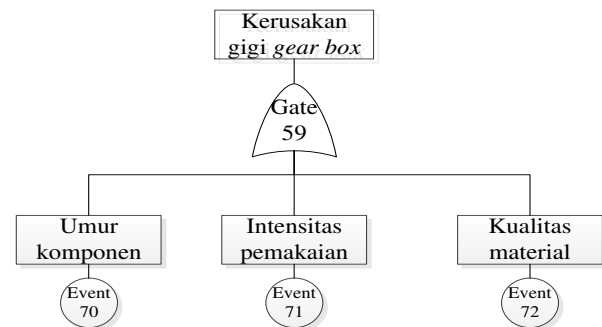 Kerusakan
gigi gear box
Gate
59
Umur
komponen
Intensitas
pemakaian
Kualitas
material
Event
70
Event
71
Event
72